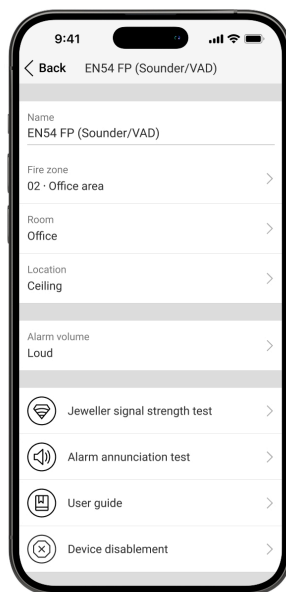 9:41
Back
EN54 FP (Sounder/VAD)
Name
EN54 FP (Sounder/VAD)
Fire zone
02 · Office area
Room
Office
Location
Ceiling
Alarm volume
Loud
Jeweller signal strength test
Alarm annunciation test
User guide
Device disablement